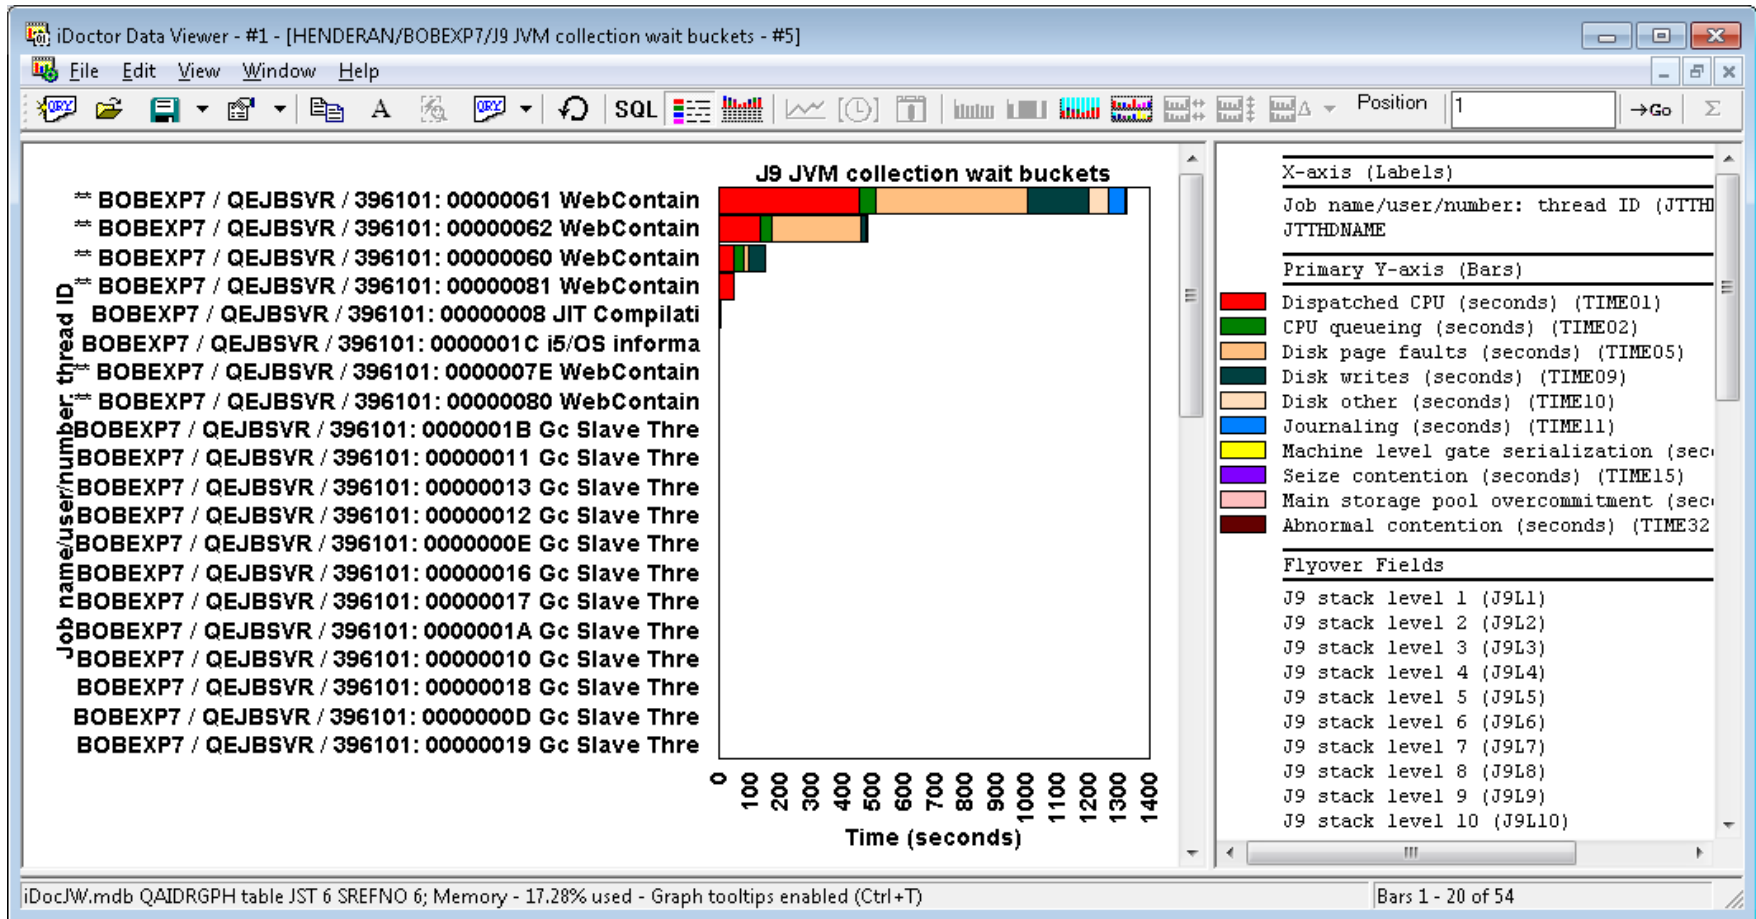 iDoctor Data Viewer - #1 - [HENDERAN/BOBEXP7/J9 JVM collection wait buckets - #5]
File Edit View Window Help
QRY A QRY SQL Position 1 →Go Σ
J9 JVM collection wait buckets
** BOBEXP7 / QEJBSVR / 396101: 00000061 WebContain
** BOBEXP7 / QEJBSVR / 396101: 00000062 WebContain
** BOBEXP7 / QEJBSVR / 396101: 00000060 WebContain
** BOBEXP7 / QEJBSVR / 396101: 00000081 WebContain
BOBEXP7 / QEJBSVR / 396101: 00000008 JIT Compilati
BOBEXP7 / QEJBSVR / 396101: 0000001C i5/OS informa
** BOBEXP7 / QEJBSVR / 396101: 0000007E WebContain
** BOBEXP7 / QEJBSVR / 396101: 00000080 WebContain
BOBEXP7 / QEJBSVR / 396101: 0000001B Gc Slave Thre
BOBEXP7 / QEJBSVR / 396101: 00000011 Gc Slave Thre
BOBEXP7 / QEJBSVR / 396101: 00000013 Gc Slave Thre
BOBEXP7 / QEJBSVR / 396101: 00000012 Gc Slave Thre
BOBEXP7 / QEJBSVR / 396101: 0000000E Gc Slave Thre
BOBEXP7 / QEJBSVR / 396101: 00000016 Gc Slave Thre
BOBEXP7 / QEJBSVR / 396101: 00000017 Gc Slave Thre
BOBEXP7 / QEJBSVR / 396101: 0000001A Gc Slave Thre
BOBEXP7 / QEJBSVR / 396101: 00000010 Gc Slave Thre
BOBEXP7 / QEJBSVR / 396101: 00000018 Gc Slave Thre
BOBEXP7 / QEJBSVR / 396101: 0000000D Gc Slave Thre
BOBEXP7 / QEJBSVR / 396101: 00000019 Gc Slave Thre
Job name/user/number: thread ID
0 100 200 300 400 500 600 700 800 900 1000 1100 1200 1300 1400
Time (seconds)
X-axis (Labels)
Job name/user/number: thread ID (JTTHD
JTTHDNAME
Primary Y-axis (Bars)
Dispatched CPU (seconds) (TIME01)
CPU queueing (seconds) (TIME02)
Disk page faults (seconds) (TIME05)
Disk writes (seconds) (TIME09)
Disk other (seconds) (TIME10)
Journaling (seconds) (TIME11)
Machine level gate serialization (sec
Seize contention (seconds) (TIME15)
Main storage pool overcommitment (sec
Abnormal contention (seconds) (TIME32
Flyover Fields
J9 stack level 1 (J9L1)
J9 stack level 2 (J9L2)
J9 stack level 3 (J9L3)
J9 stack level 4 (J9L4)
J9 stack level 5 (J9L5)
J9 stack level 6 (J9L6)
J9 stack level 7 (J9L7)
J9 stack level 8 (J9L8)
J9 stack level 9 (J9L9)
J9 stack level 10 (J9L10)
iDocJW.mdb QAIDRGPH table JST 6 SREFNO 6; Memory - 17.28% used - Graph tooltips enabled (Ctrl+T)
Bars 1 - 20 of 54